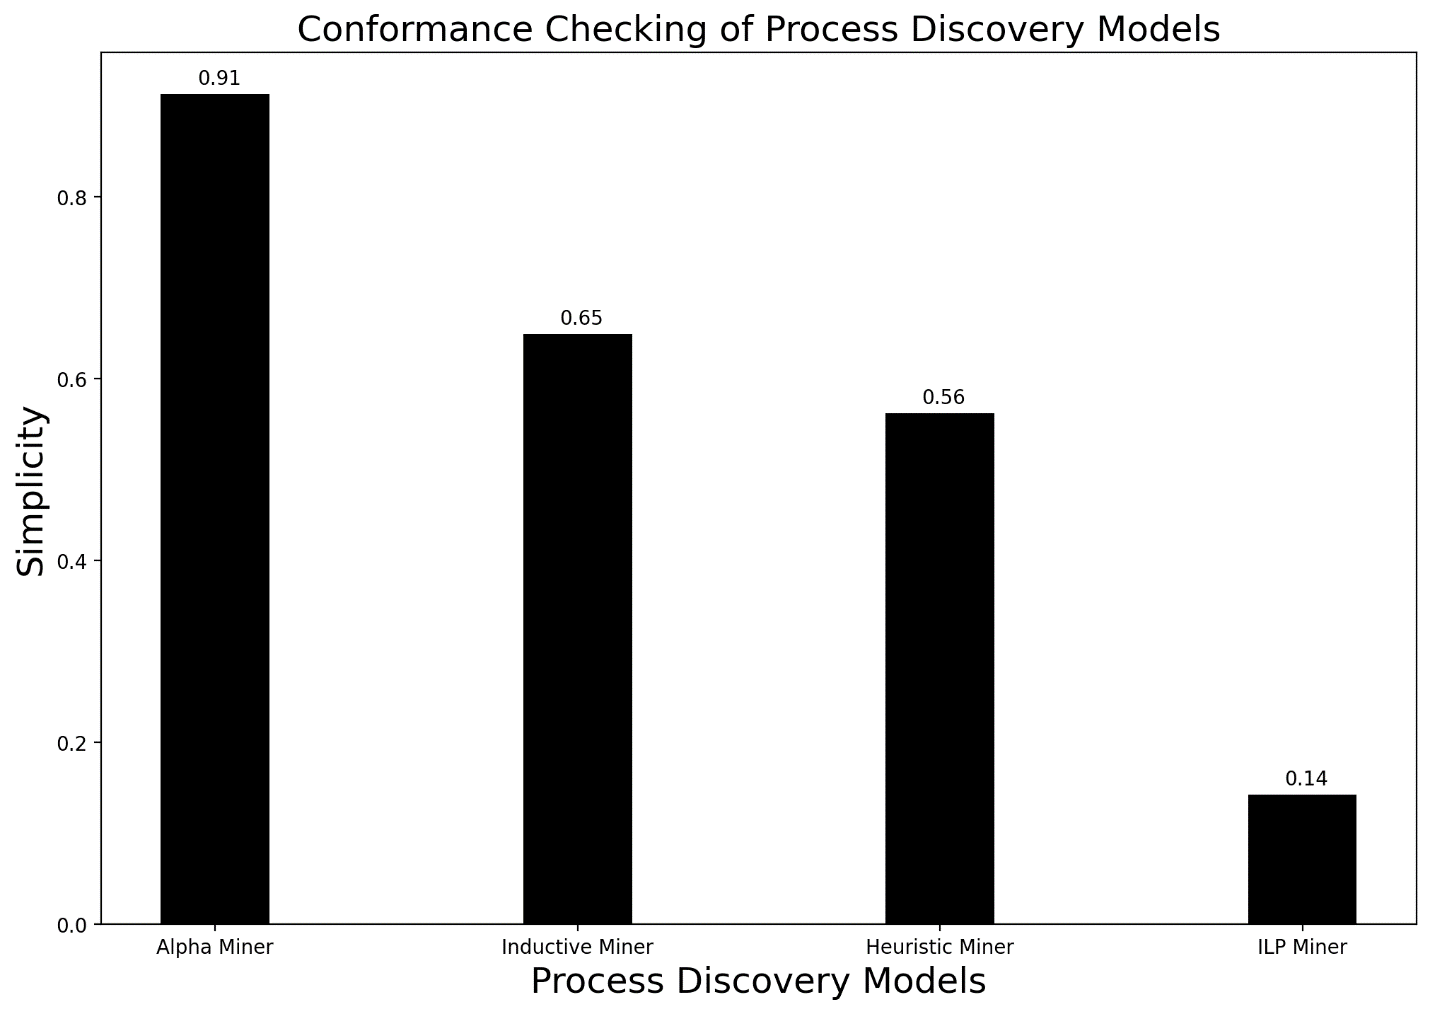 Conformance Checking of Process Discovery Models
0.91
0.65
0.56
0.14
0.8
0.6
0.4
0.2
0.0
Simplicity
Alpha Miner
Inductive Miner
Heuristic Miner
ILP Miner
Process Discovery Models